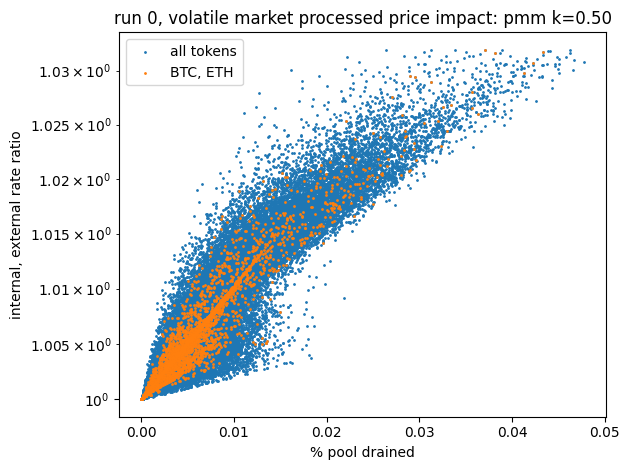 run 0, volatile market processed price impact: pmm k=0.50
all tokens
BTC, ETH
1.03 × 10⁰
1.025 × 10⁰
1.02 × 10⁰
1.015 × 10⁰
1.01 × 10⁰
1.005 × 10⁰
10⁰
internal, external rate ratio
0.00 0.01 0.02 0.03 0.04 0.05
% pool drained